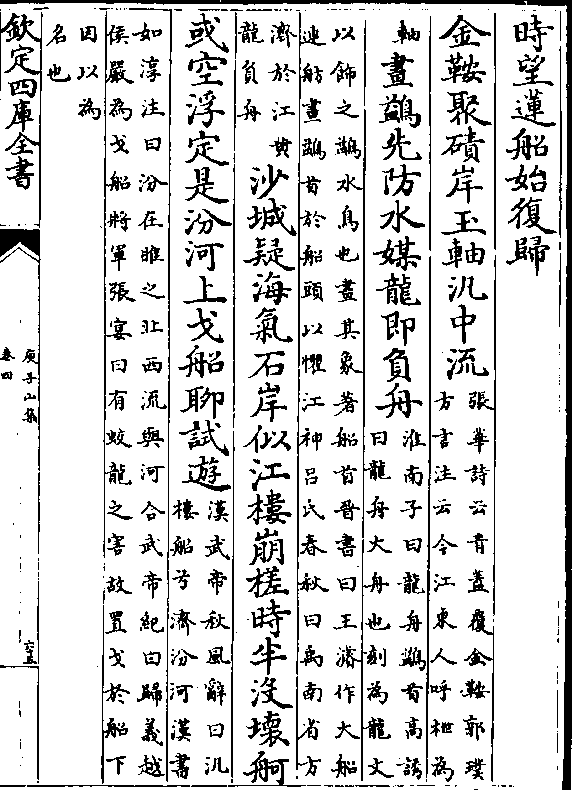 時望蓮船始復歸
金鞍聚磧岸玉軸汎中流張華詩云青蓋覆金鞍郭璞
方言注云今江東人呼柂為
軸畫鷁先防水媒龍即負舟淮南子曰龍舟鷁首高誘
曰龍舟大舟也刻為龍文
以飾之鷁水鳥也畫其象著船首晉書曰王濬作大船
連舫畫鷁首於船頭以懼江神吕氏春秋曰禹南省方
濟於江黄
龍負舟沙城疑海氣石岸似江樓崩槎時半没壞舸
或空浮定是汾河上戈船聊試遊漢武帝秋風辭曰汎
樓船兮濟汾河漢書
如淳注曰汾在睢之北西流與河合武帝紀曰歸義越
侯嚴為戈船將軍張宴曰有蛟龍之害故置戈於船下
因以為
名也
欽定四庫全書
庾子山集
卷四
六五